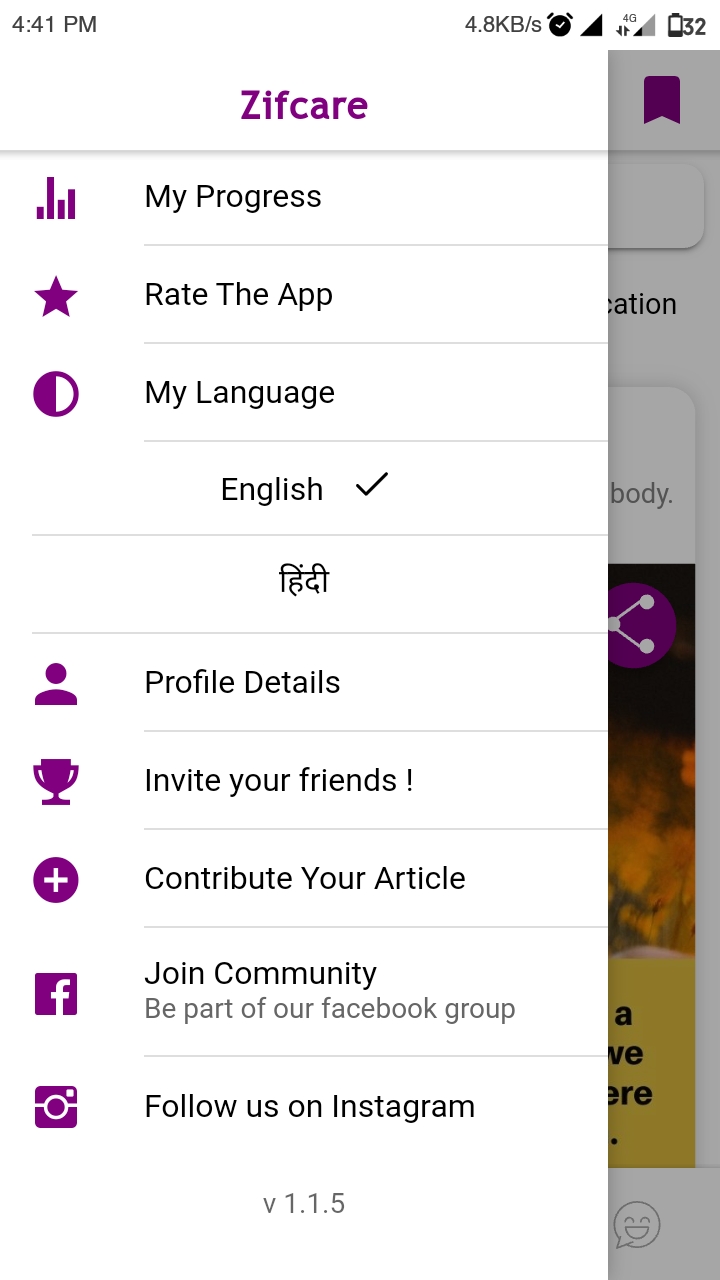 4:41 PM 4.8KB/s 4G 32
Zifcare
My Progress
Rate The App
cation
My Language
English
body.
हिंदी
Profile Details
Invite your friends !
Contribute Your Article
Join Community
Be part of our facebook group
a
we
ere
.
Follow us on Instagram
v 1.1.5